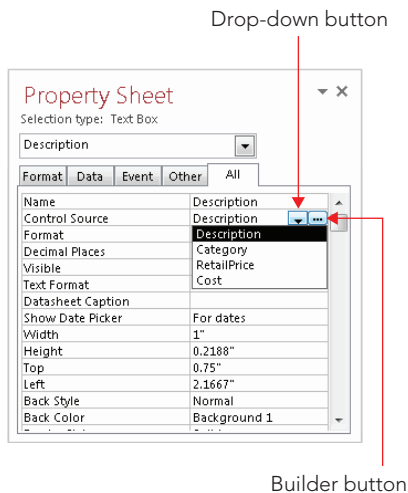 Drop-down button
Property Sheet
Selection type: Text Box
Description
Format Data Event Other All
Name Description
Control Source Description
Format Description
Decimal Places Category
Visible RetailPrice
Text Format Cost
Datasheet Caption
Show Date Picker For dates
Width 1"
Height 0.2188"
Top 0.75"
Left 2.1667"
Back Style Normal
Back Color Background 1
Builder button